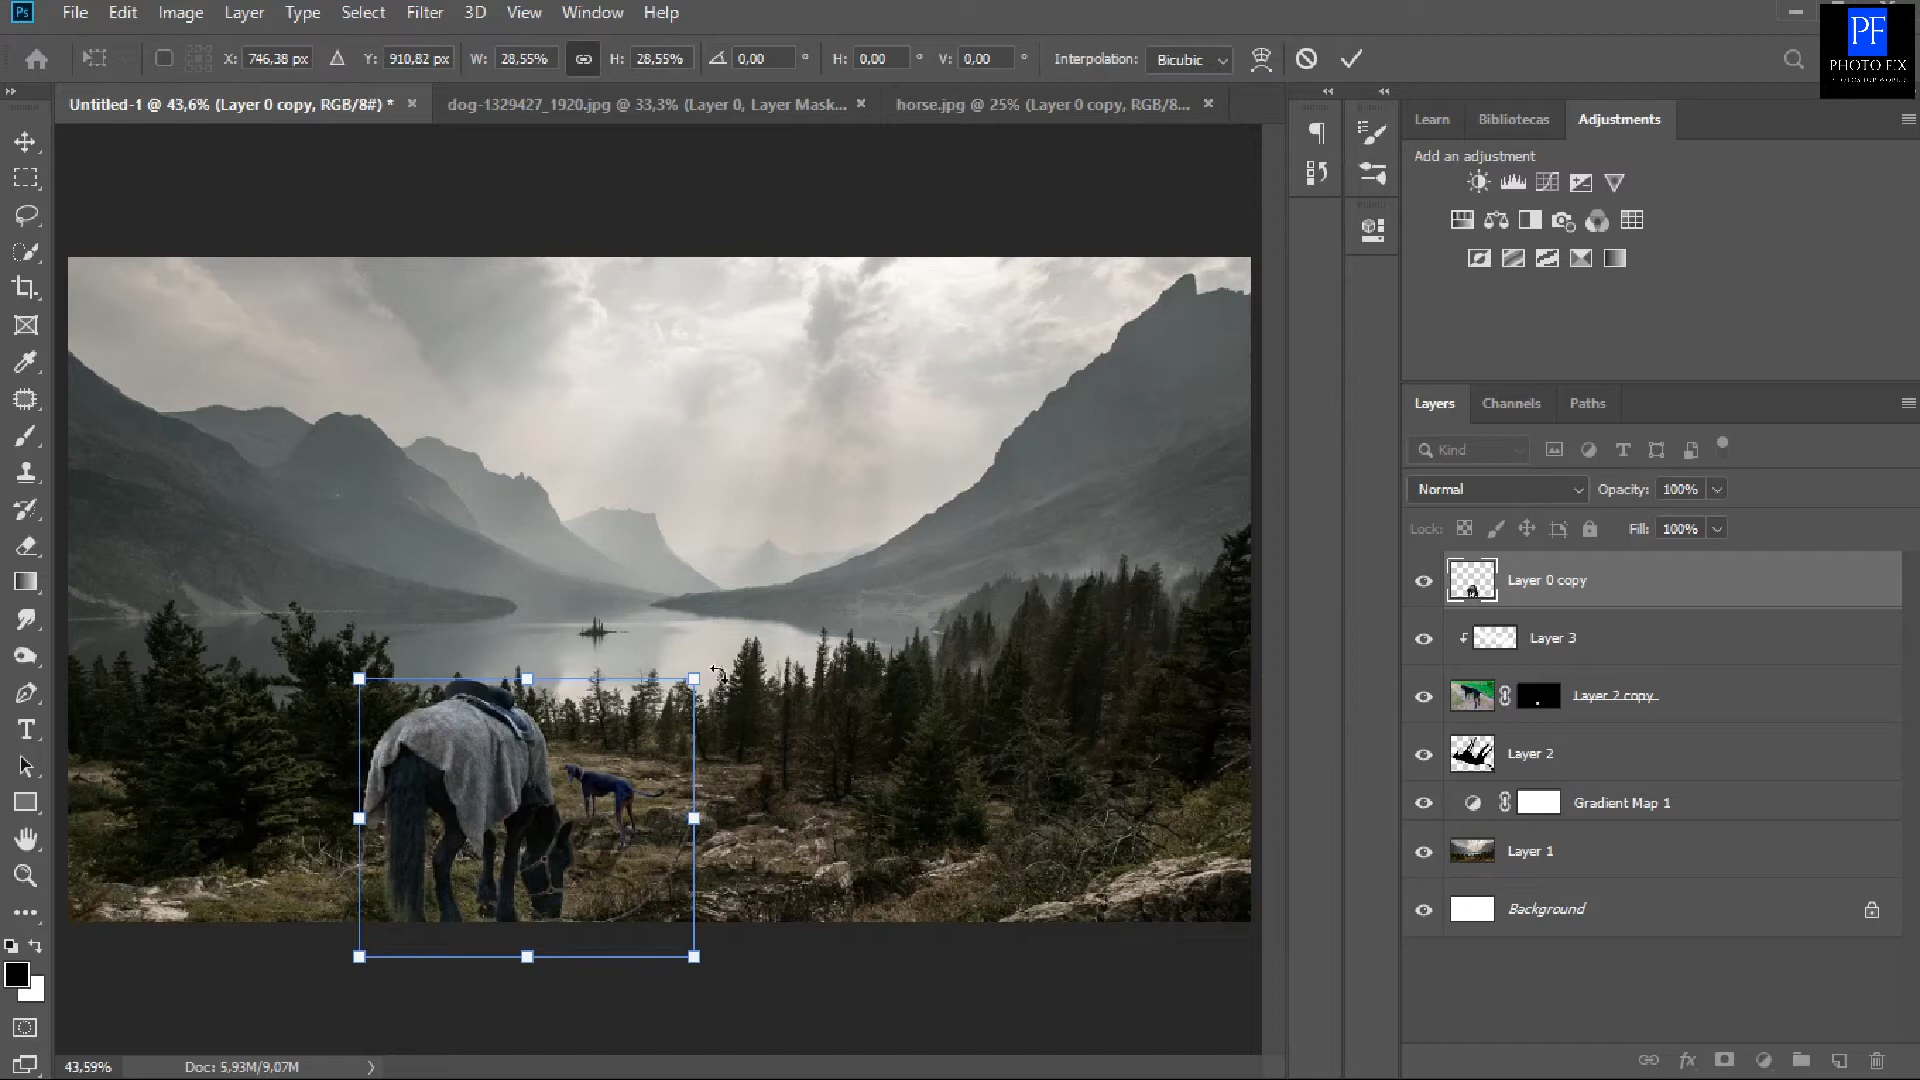 Ps File Edit Image Layer Type Select Filter 3D View Window Help
PF
PHOTO FIX
X: 746,38 px Y: 910,82 px W: 28,55% H: 28,55% 0,00 ° H: 0,00 ° V: 0,00 ° Interpolation: Bicubic
Untitled-1 @ 43,6% (Layer 0 copy, RGB/8#) * × dog-1329427_1920.jpg @ 33,3% (Layer 0, Layer Mask... × horse.jpg @ 25% (Layer 0 copy, RGB/8... ×
Learn Bibliotecas Adjustments
Add an adjustment
Layers Channels Paths
Kind
Normal Opacity: 100%
Lock: Fill: 100%
Layer 0 copy
Layer 3
Layer 2 copy
Layer 2
Gradient Map 1
Layer 1
Background
43,59% Doc: 5,93M/9,07M